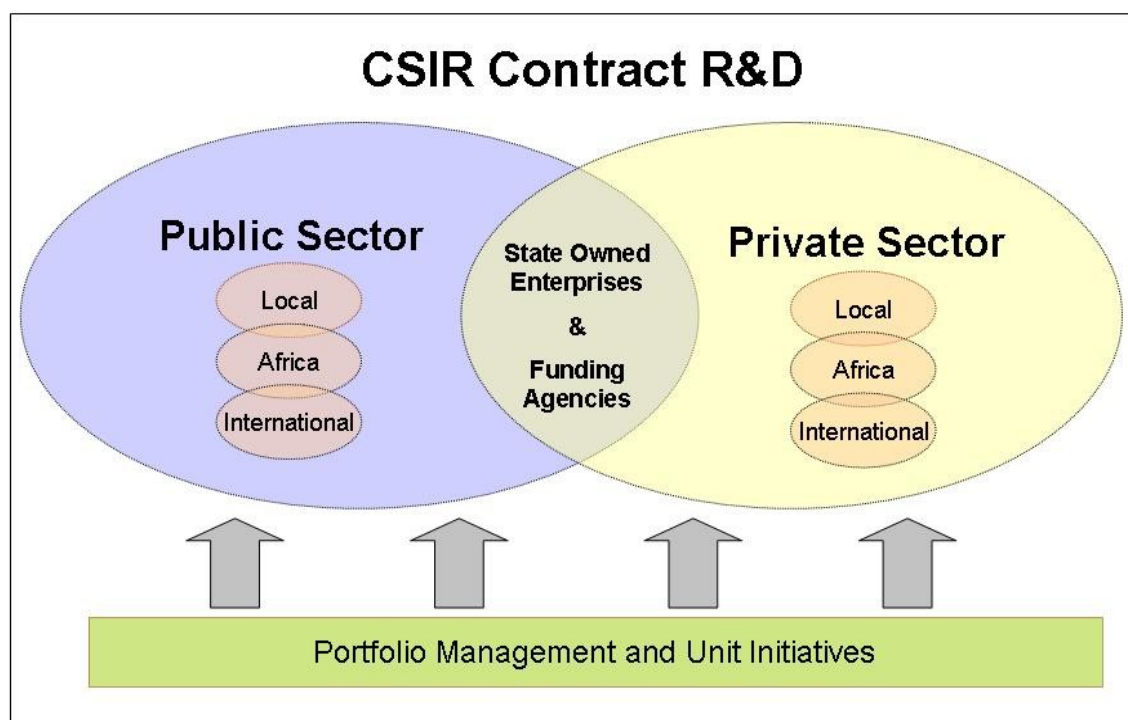 CSIR Contract R&D
Public Sector
Local
Africa
International
State Owned
Enterprises
&
Funding
Agencies
Private Sector
Local
Africa
International
Portfolio Management and Unit Initiatives